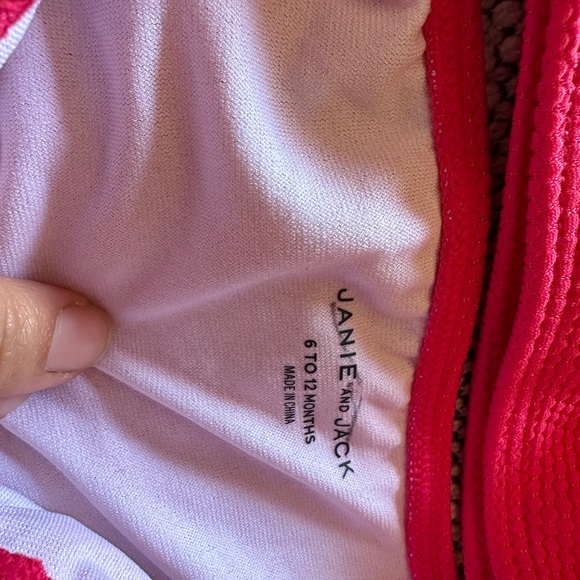 JANIE AND JACK
6 TO 12 MONTHS
MADE IN CHINA